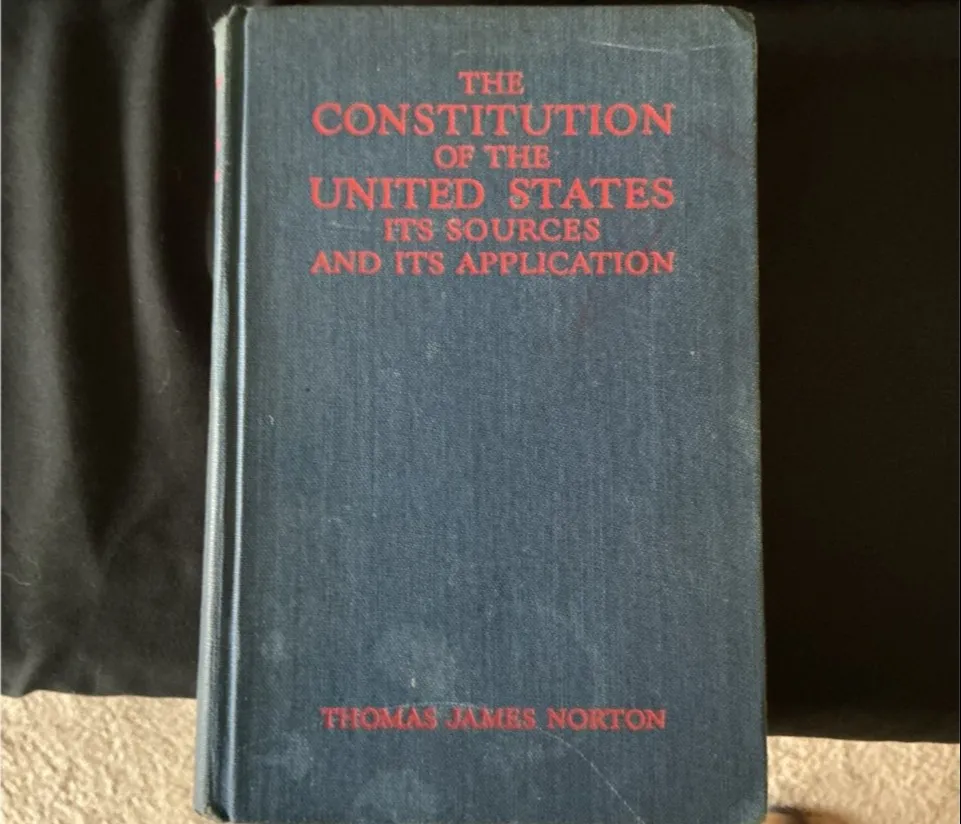 THE
CONSTITUTION
OF THE
UNITED STATES
ITS SOURCES
AND ITS APPLICATION
THOMAS JAMES NORTON